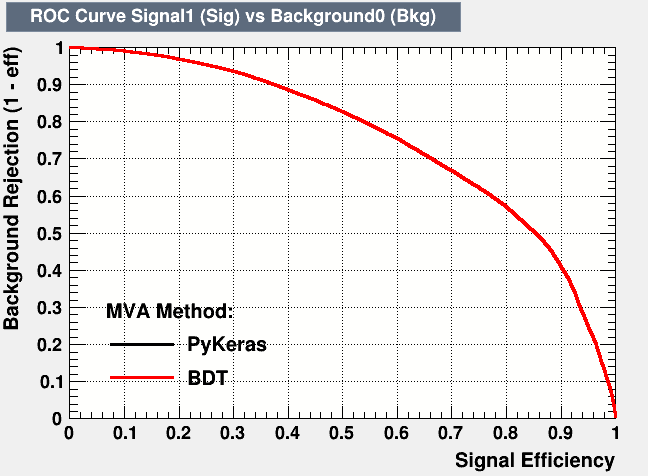 ROC Curve Signal1 (Sig) vs Background0 (Bkg)
Background Rejection (1 - eff)
1
0.9
0.8
0.7
0.6
0.5
0.4
0.3
0.2
0.1
0
MVA Method:
PyKeras
BDT
0 0.1 0.2 0.3 0.4 0.5 0.6 0.7 0.8 0.9 1
Signal Efficiency